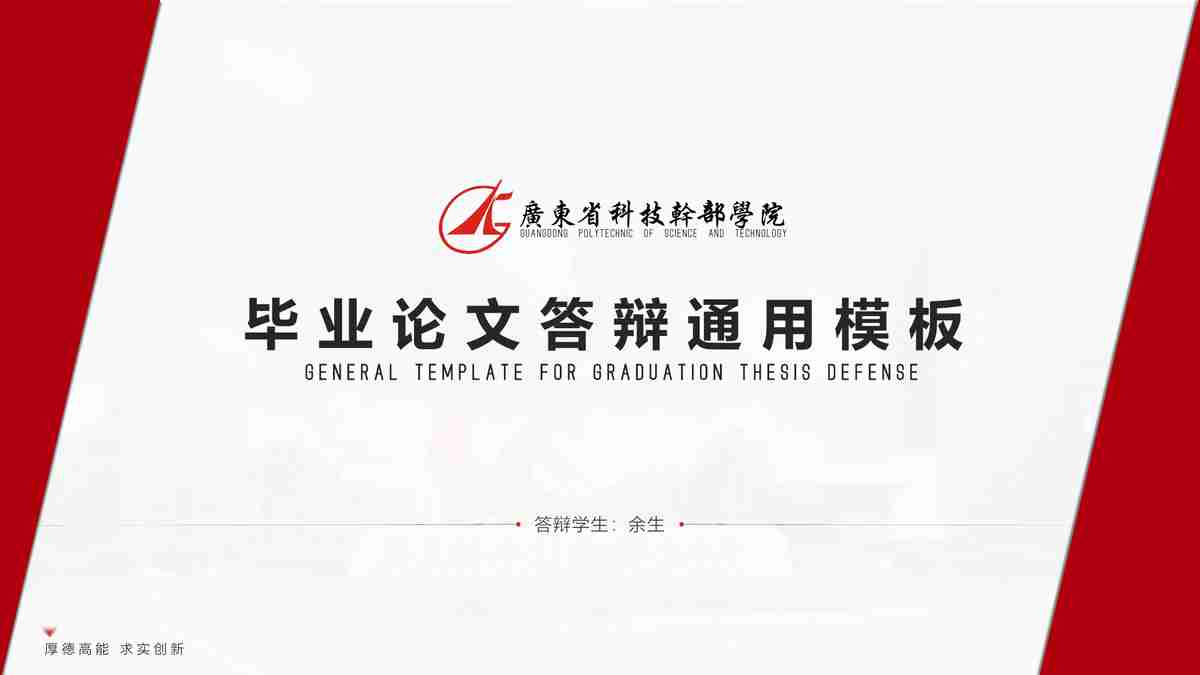 廣東省科技幹部學院
GUANGDONG POLYTECHNIC OF SCIENCE AND TECHNOLOGY
毕业论文答辩通用模板
GENERAL TEMPLATE FOR GRADUATION THESIS DEFENSE
答辩学生：余生
厚德高能 求实创新